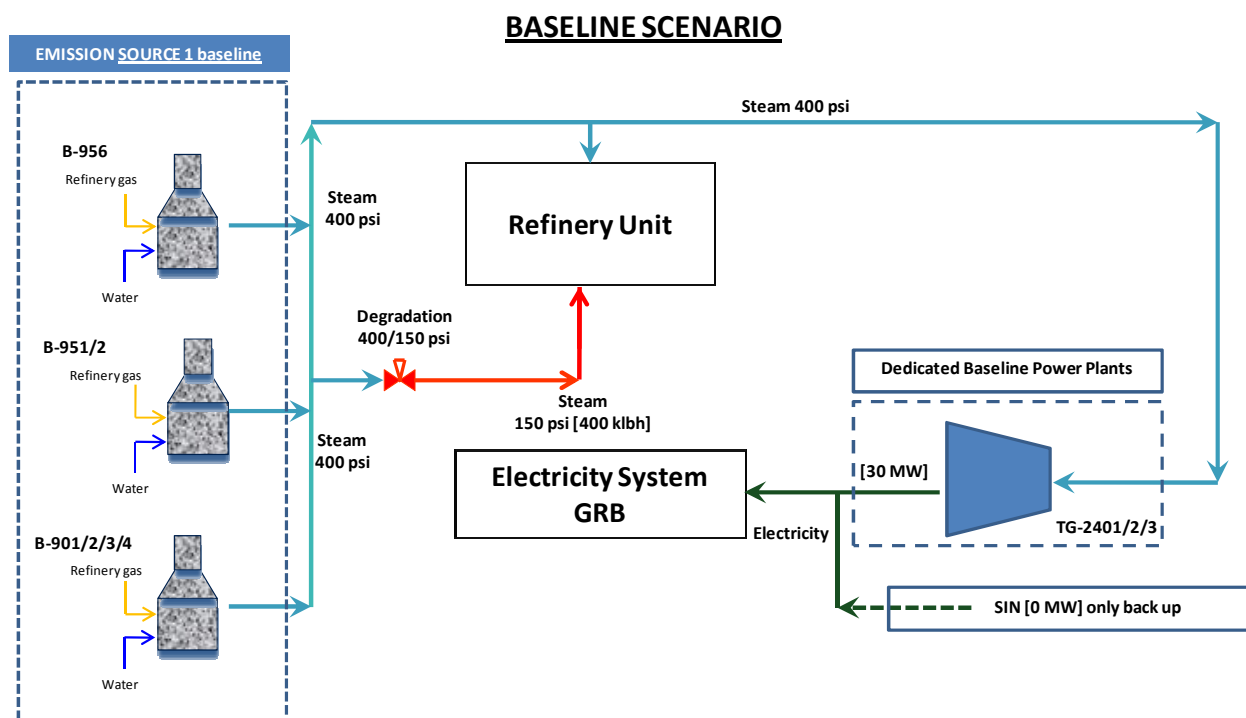 BASELINE SCENARIO
EMISSION SOURCE 1 baseline
Steam 400 psi
B-956
Refinery gas
Water
Steam
400 psi
Refinery Unit
Degradation
400/150 psi
B-951/2
Refinery gas
Water
Steam
150 psi [400 klbh]
Steam
400 psi
Dedicated Baseline Power Plants
Electricity System
GRB
[30 MW]
Electricity
TG-2401/2/3
B-901/2/3/4
Refinery gas
Water
SIN [0 MW] only back up